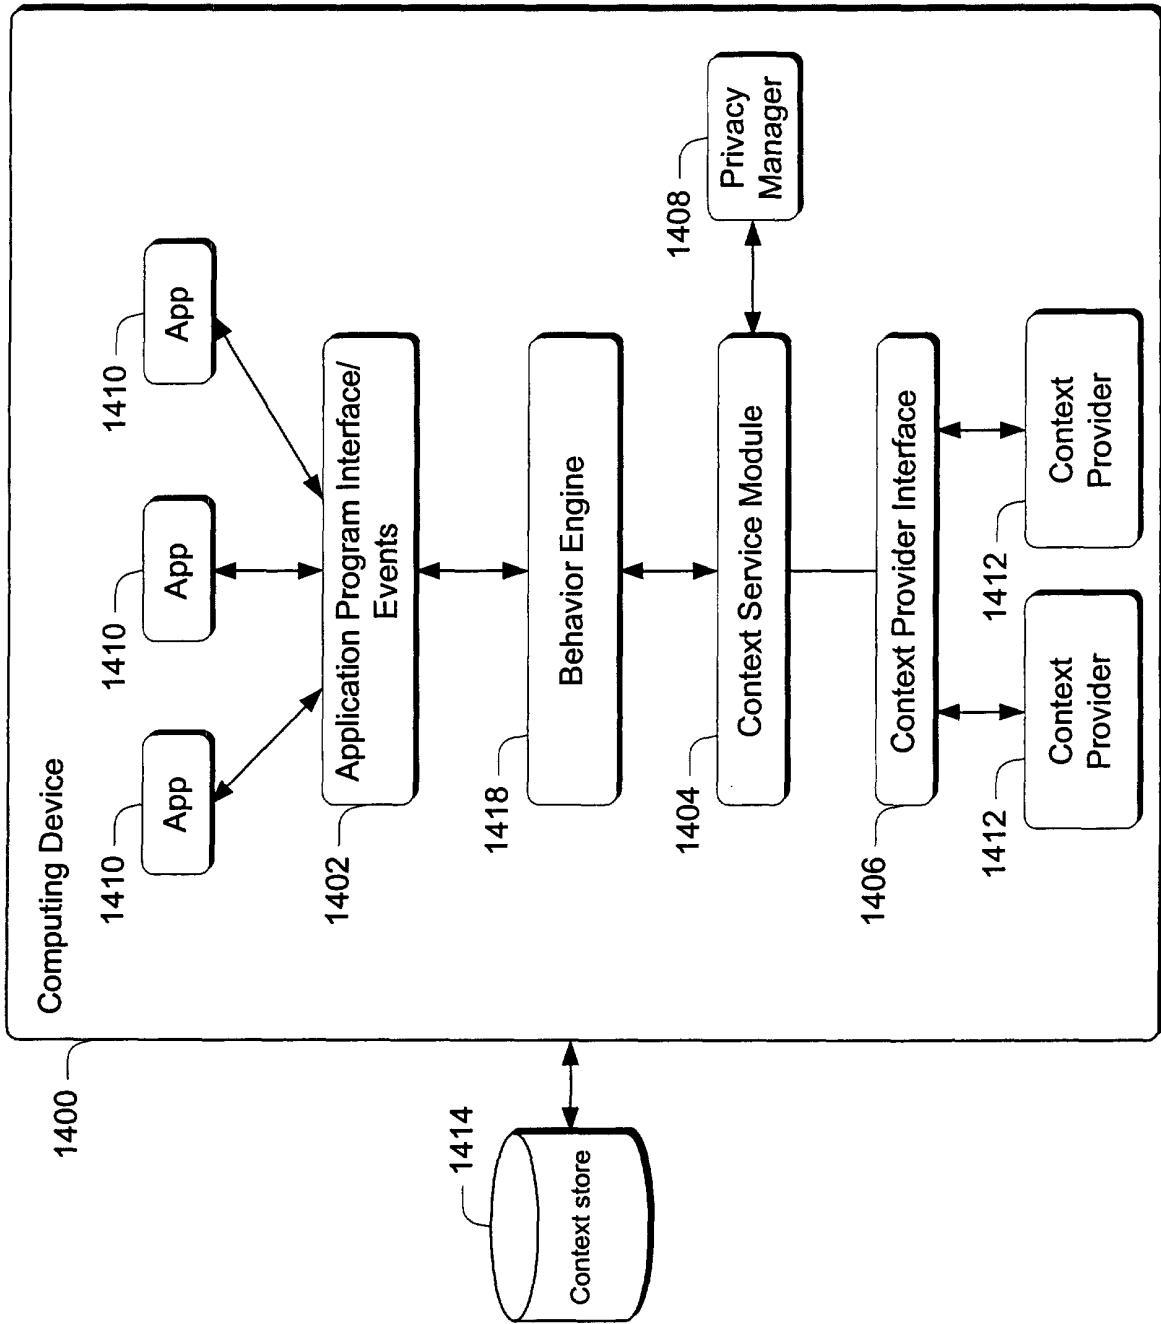 1400
Computing Device
1410
App
1410
App
1410
App
1402
Application Program Interface/
Events
1418
Behavior Engine
1404
Context Service Module
1408
Privacy
Manager
1406
Context Provider Interface
1412
Context
Provider
1412
Context
Provider
1414
Context store